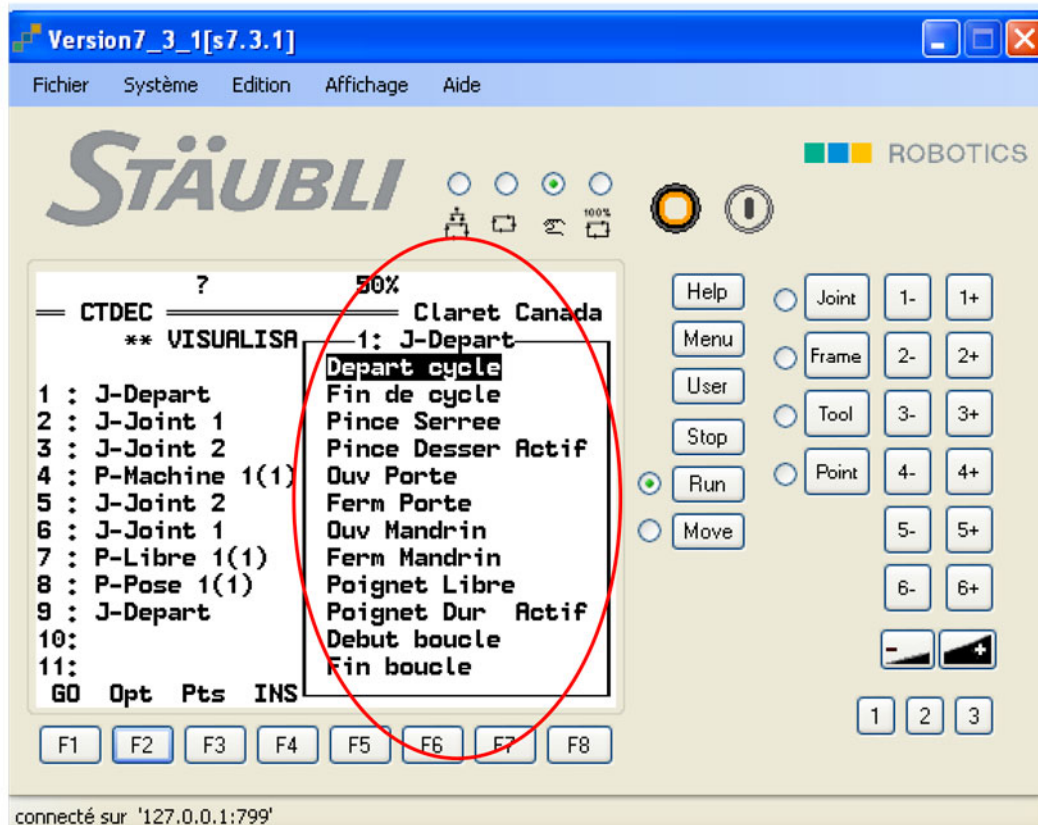 Version7_3_1[s7.3.1]
Fichier Système Edition Affichage Aide
STÄUBLI
ROBOTICS
100%
? 50%
CTDEC Claret Canada
** VISUALISA 1: J-Depart
Depart cycle
1 : J-Depart Fin de cycle
2 : J-Joint 1 Pince Serree
3 : J-Joint 2 Pince Desser Actif
4 : P-Machine 1(1) Ouv Porte
5 : J-Joint 2 Ferm Porte
6 : J-Joint 1 Ouv Mandrin
7 : P-Libre 1(1) Ferm Mandrin
8 : P-Pose 1(1) Poignet Libre
9 : J-Depart Poignet Dur Actif
10: Debut boucle
11: Fin boucle
GO Opt Pts INS
F1 F2 F3 F4 F5 F6 F7 F8
Help
Menu
User
Stop
Run
Move
Joint 1- 1+
Frame 2- 2+
Tool 3- 3+
Point 4- 4+
5- 5+
6- 6+
- +
1 2 3
connecté sur '127.0.0.1:799'